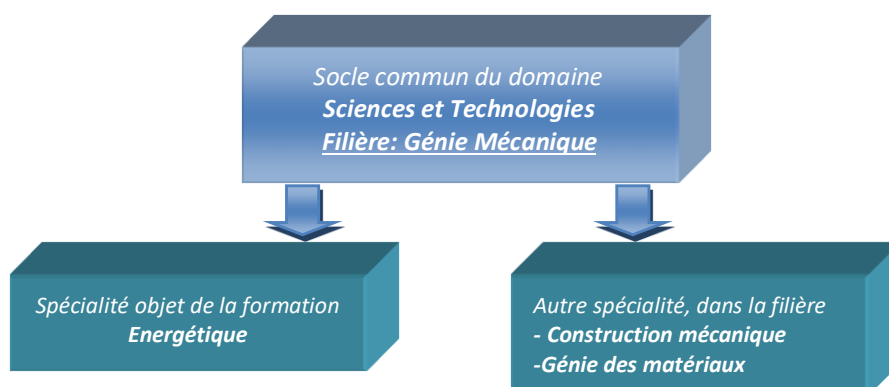 Socle commun du domaine
Sciences et Technologies
Filière: Génie Mécanique
Spécialité objet de la formation
Energétique
Autre spécialité, dans la filière
- Construction mécanique
-Génie des matériaux